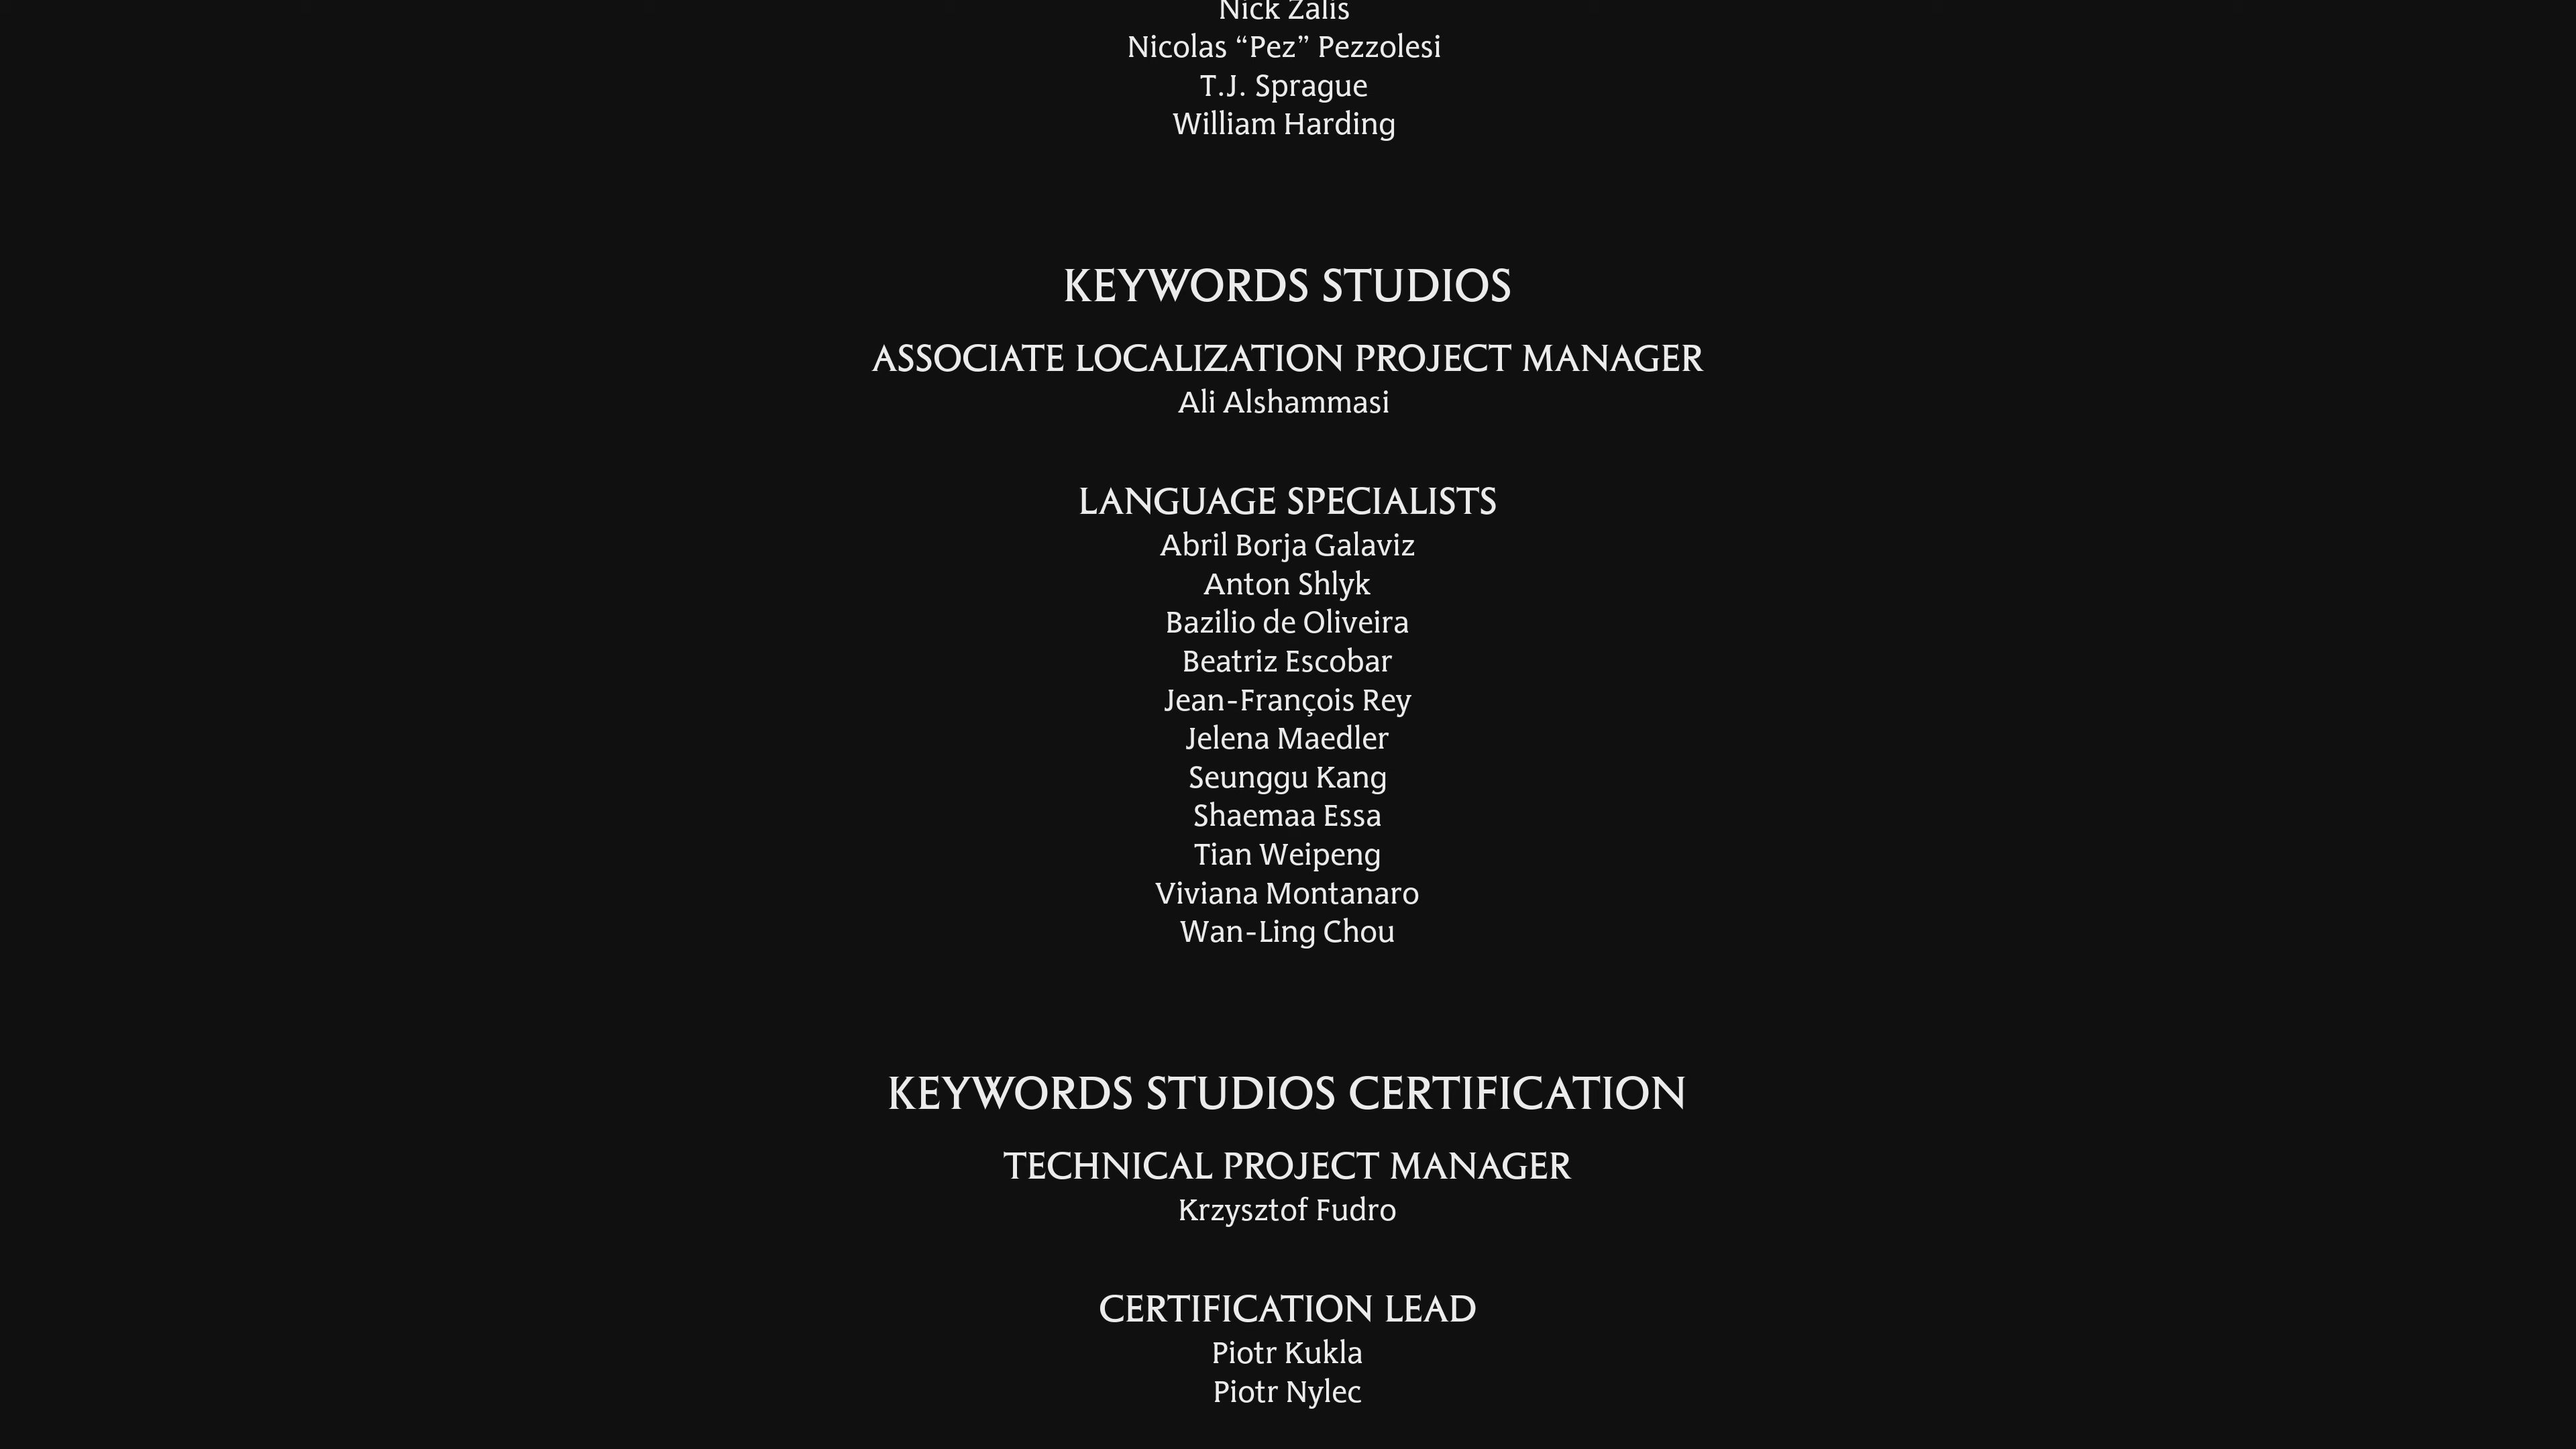 Nick Zalis
Nicolas “Pez” Pezzolesi
T.J. Sprague
William Harding
KEYWORDS STUDIOS
ASSOCIATE LOCALIZATION PROJECT MANAGER
Ali Alshammasi
LANGUAGE SPECIALISTS
Abril Borja Galaviz
Anton Shlyk
Bazilio de Oliveira
Beatriz Escobar
Jean-François Rey
Jelena Maedler
Seunggu Kang
Shaemaa Essa
Tian Weipeng
Viviana Montanaro
Wan-Ling Chou
KEYWORDS STUDIOS CERTIFICATION
TECHNICAL PROJECT MANAGER
Krzysztof Fudro
CERTIFICATION LEAD
Piotr Kukla
Piotr Nylec